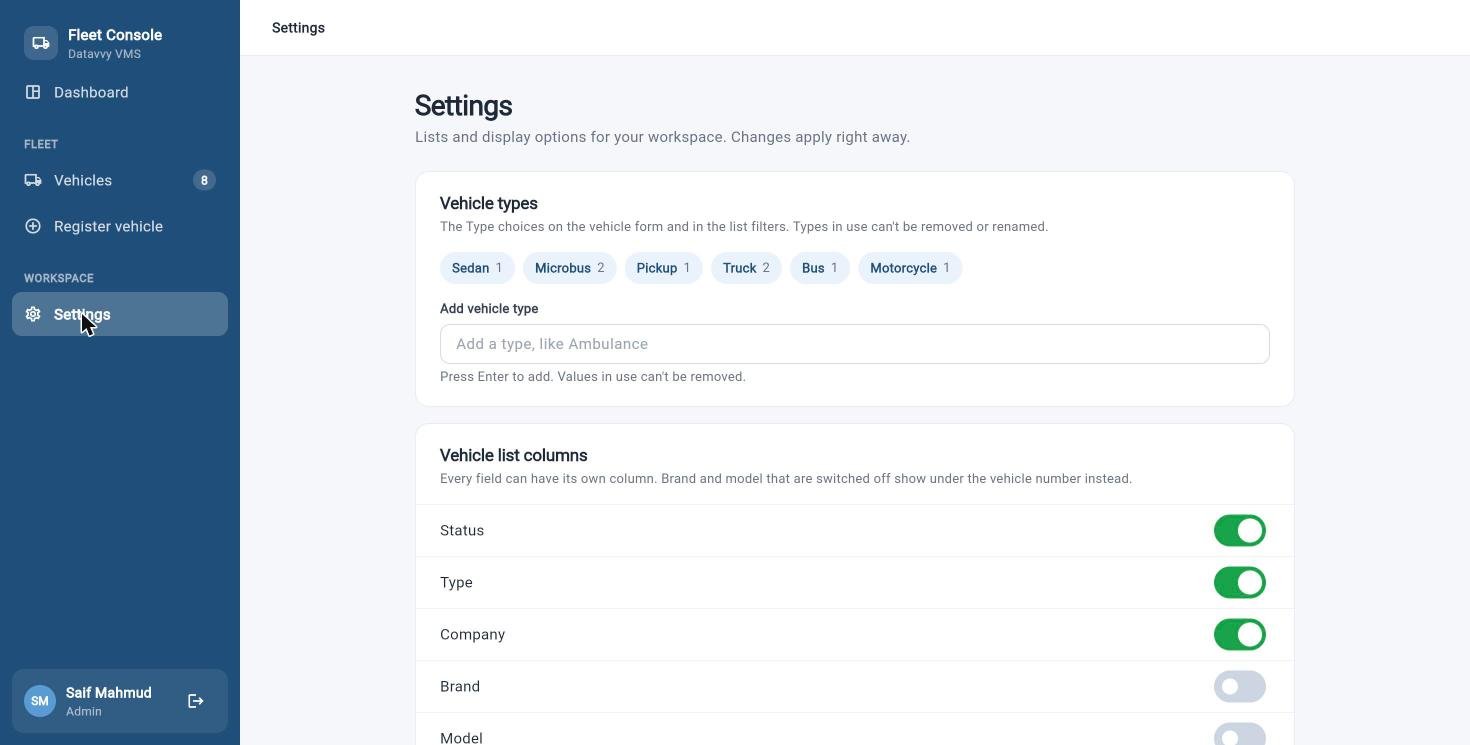 Fleet Console
Datavvy VMS
Dashboard
FLEET
Vehicles 8
Register vehicle
WORKSPACE
Settings
SM
Saif Mahmud
Admin
Settings
Settings
Lists and display options for your workspace. Changes apply right away.
Vehicle types
The Type choices on the vehicle form and in the list filters. Types in use can't be removed or renamed.
Sedan 1 Microbus 2 Pickup 1 Truck 2 Bus 1 Motorcycle 1
Add vehicle type
Add a type, like Ambulance
Press Enter to add. Values in use can't be removed.
Vehicle list columns
Every field can have its own column. Brand and model that are switched off show under the vehicle number instead.
Status
Type
Company
Brand
Model